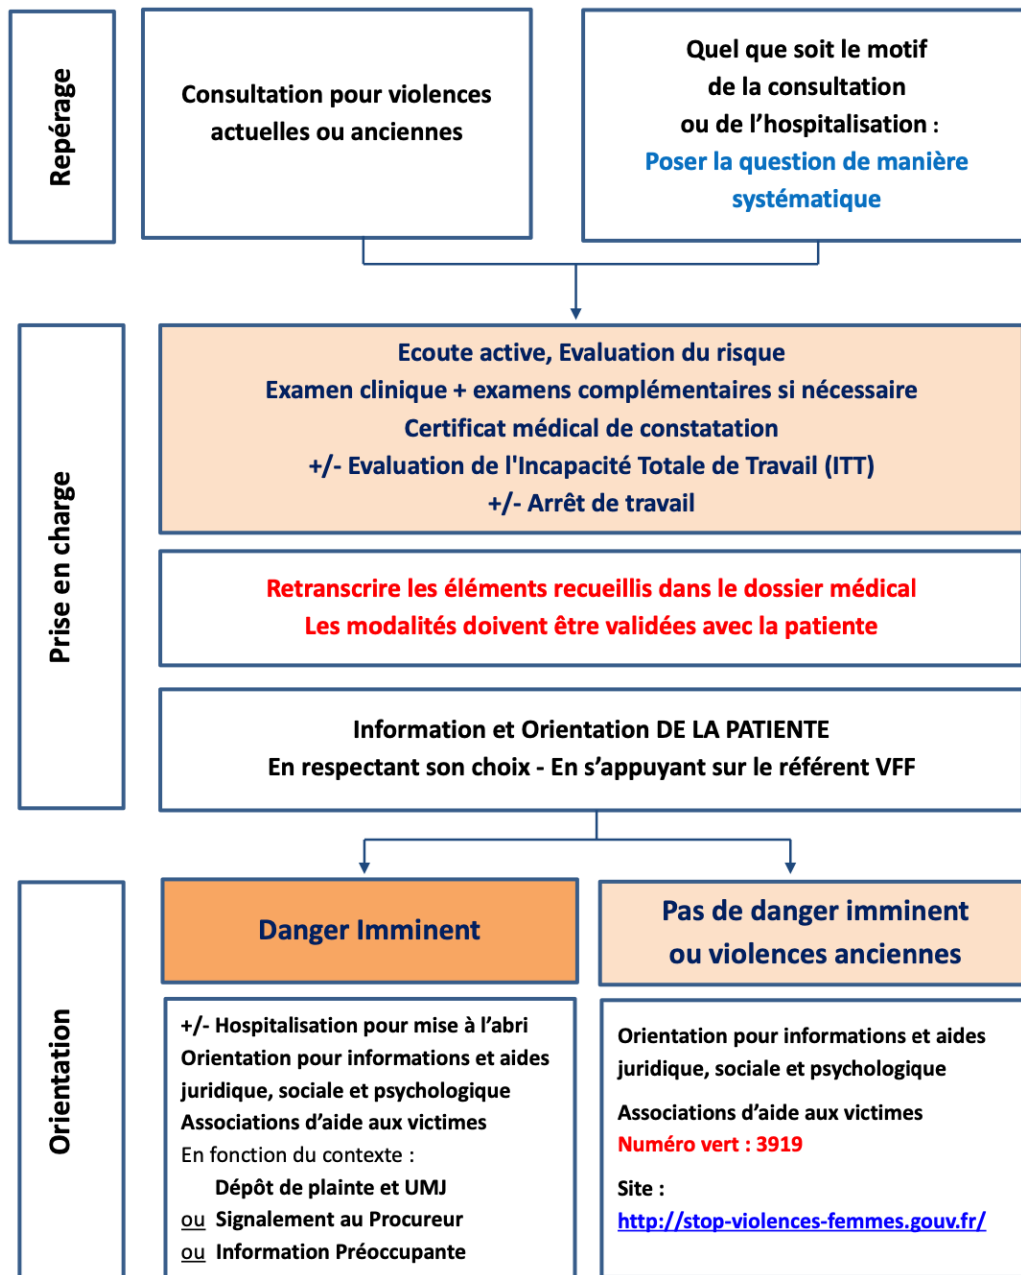 Repérage
Consultation pour violences
actuelles ou anciennes
Quel que soit le motif
de la consultation
ou de l'hospitalisation :
Poser la question de manière
systématique
Prise en charge
Ecoute active, Evaluation du risque
Examen clinique + examens complémentaires si nécessaire
Certificat médical de constatation
+/- Evaluation de l'Incapacité Totale de Travail (ITT)
+/- Arrêt de travail
Retranscrire les éléments recueillis dans le dossier médical
Les modalités doivent être validées avec la patiente
Information et Orientation DE LA PATIENTE
En respectant son choix - En s'appuyant sur le référent VFF
Orientation
Danger Imminent
+/- Hospitalisation pour mise à l'abri
Orientation pour informations et aides
juridique, sociale et psychologique
Associations d'aide aux victimes
En fonction du contexte :
Dépôt de plainte et UMJ
ou Signalement au Procureur
ou Information Préoccupante
Pas de danger imminent
ou violences anciennes
Orientation pour informations et aides
juridique, sociale et psychologique
Associations d'aide aux victimes
Numéro vert : 3919
Site :
http://stop-violences-femmes.gouv.fr/